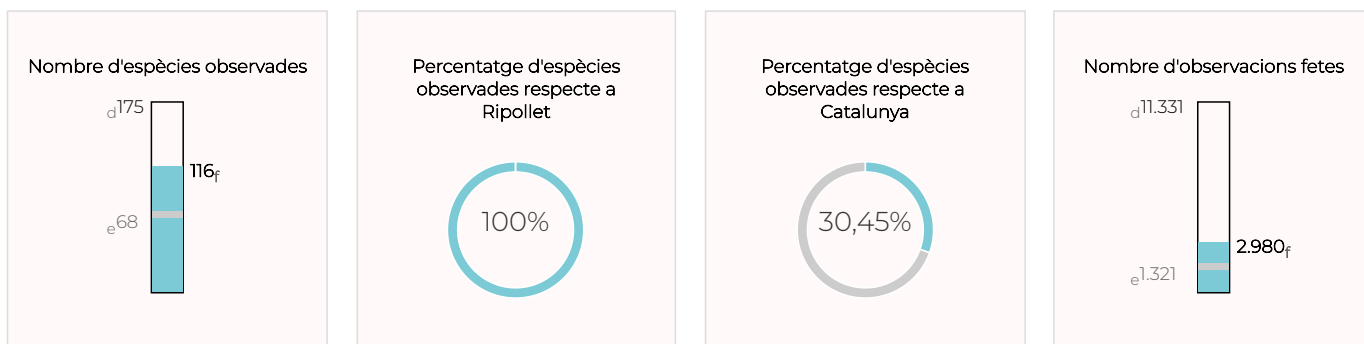 Nombre d'espècies observades
d175
116f
e68
Percentatge d'espècies
observades respecte a
Ripollet
100%
Percentatge d'espècies
observades respecte a
Catalunya
30,45%
Nombre d'observacions fetes
d11.331
2.980f
e1.321